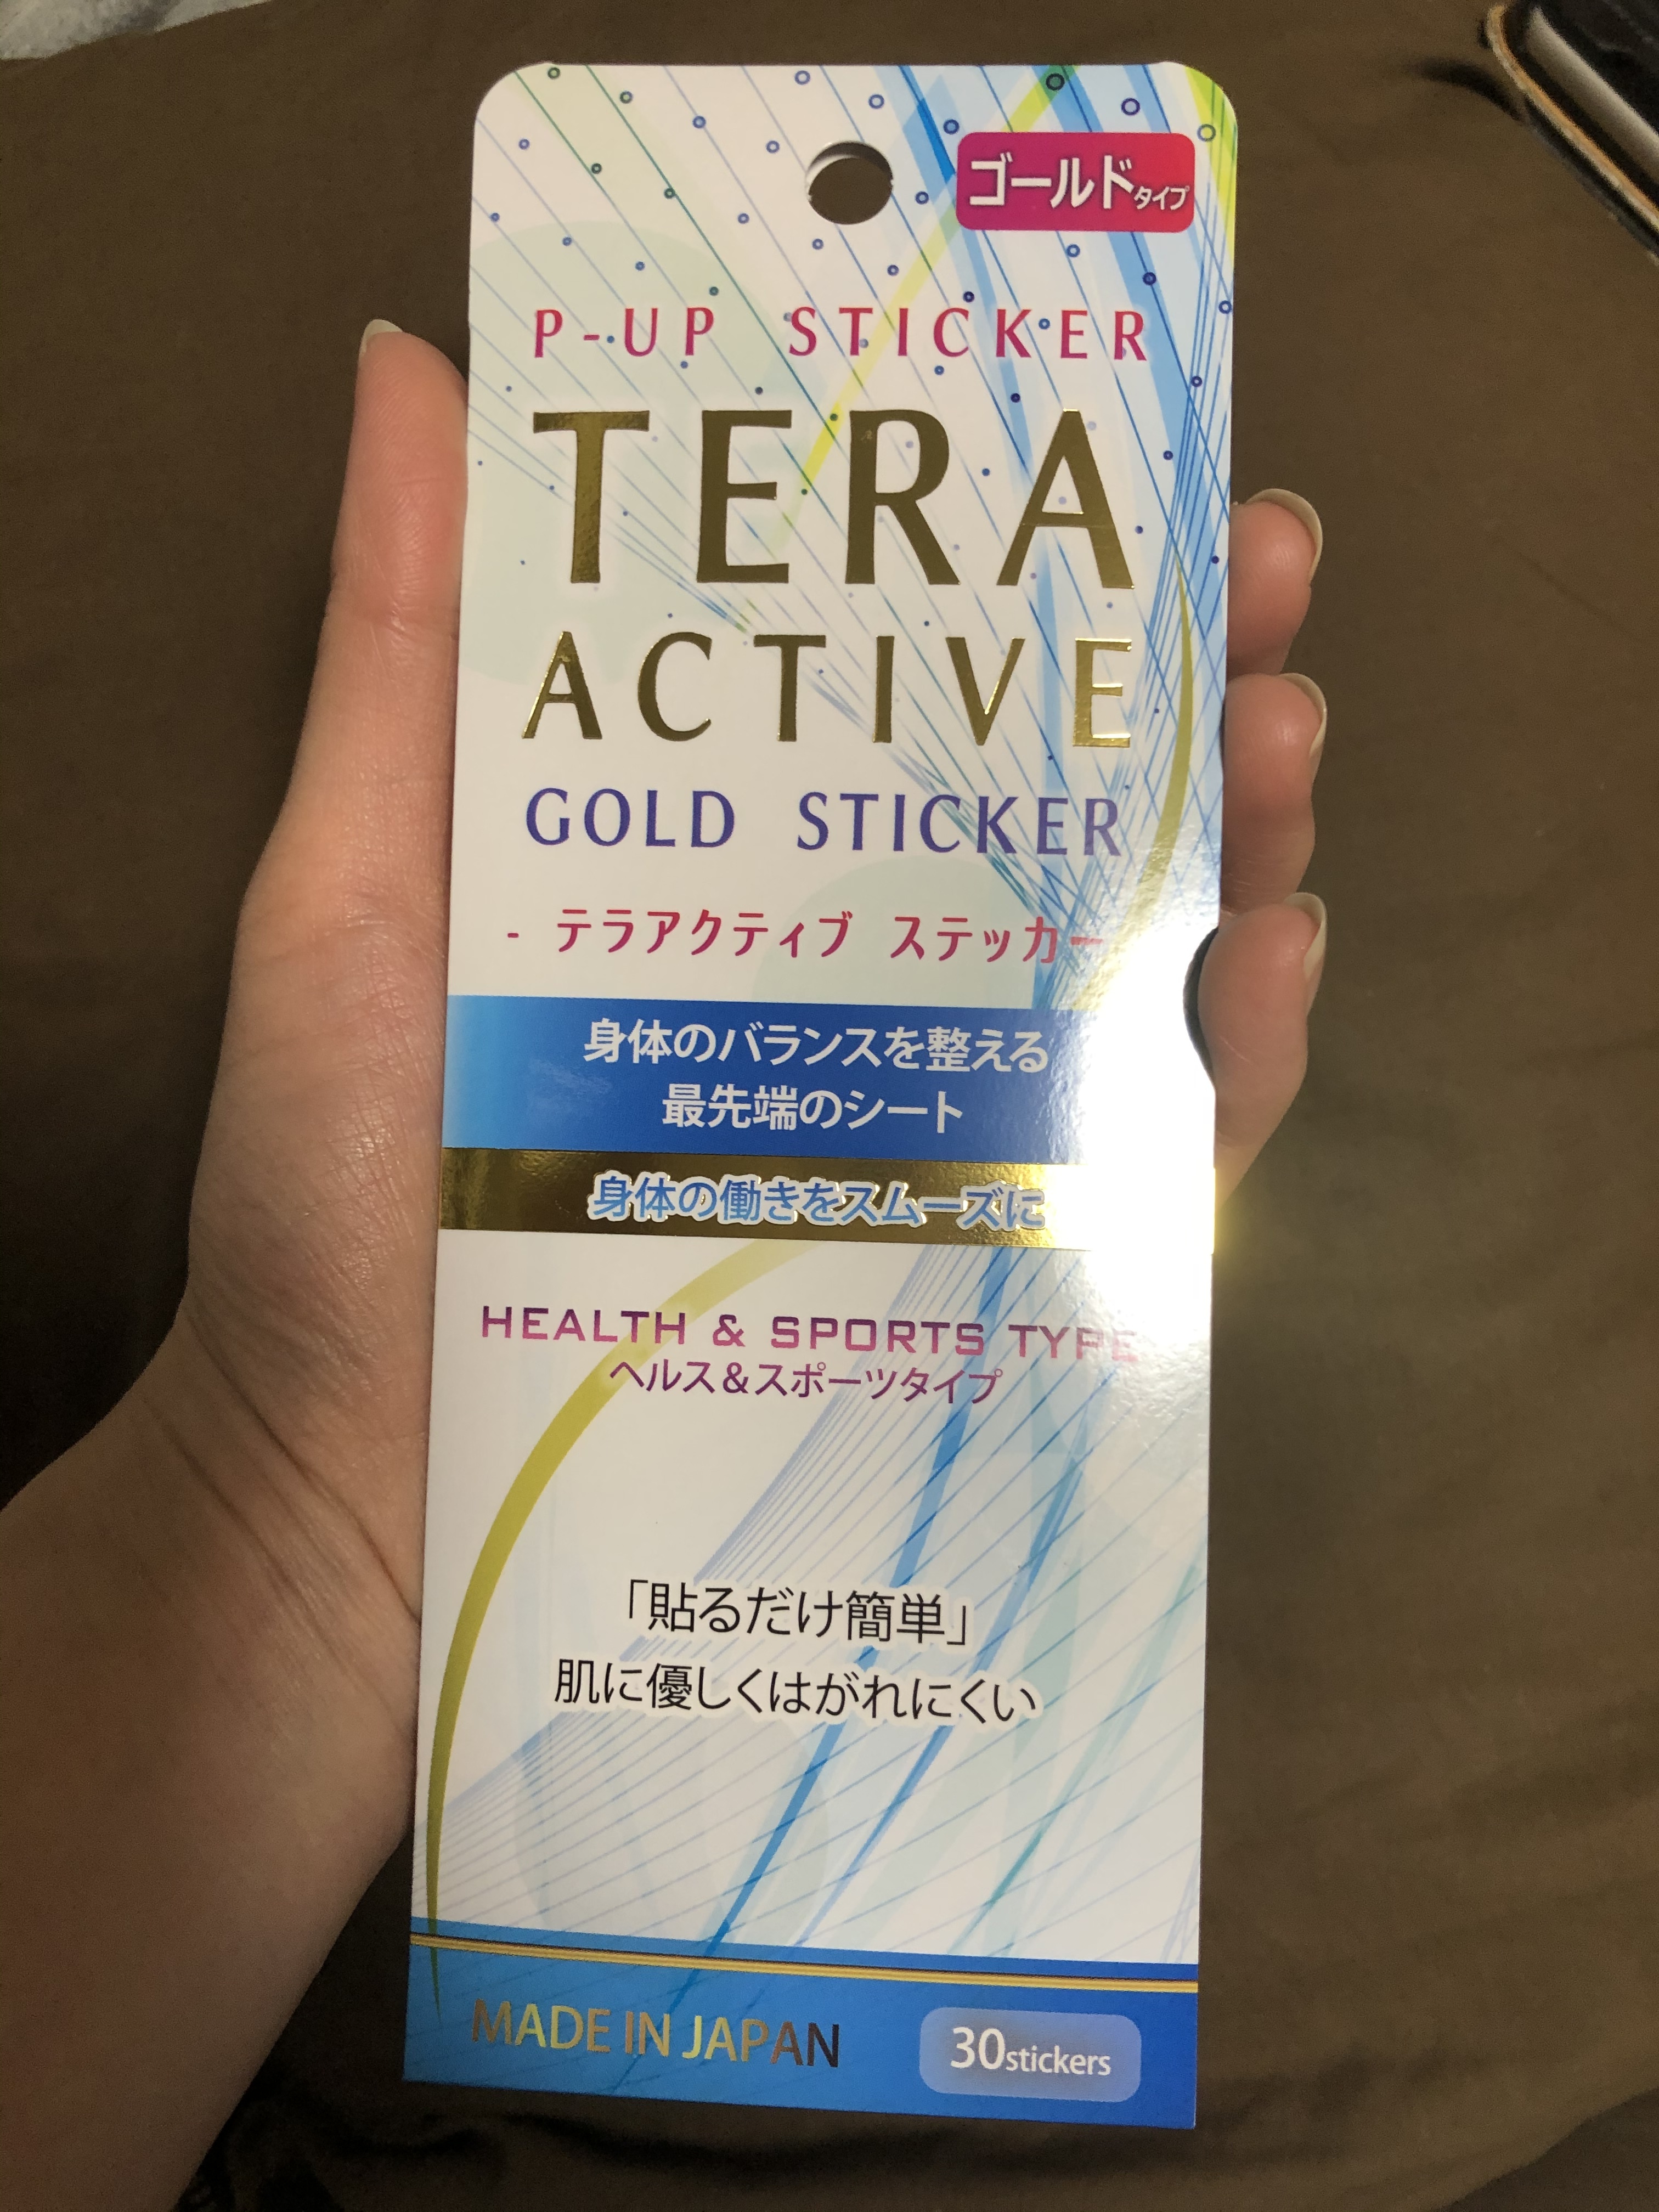 ゴールドタイプ
P-UP STICKER
TERA
ACTIVE
GOLD STICKER
- テラアクティブ ステッカー
身体のバランスを整える
最先端のシート
身体の働きをスムーズに
HEALTH & SPORTS TYPE
ヘルス&スポーツタイプ
「貼るだけ簡単」
肌に優しくはがれにくい
MADE IN JAPAN
30stickers